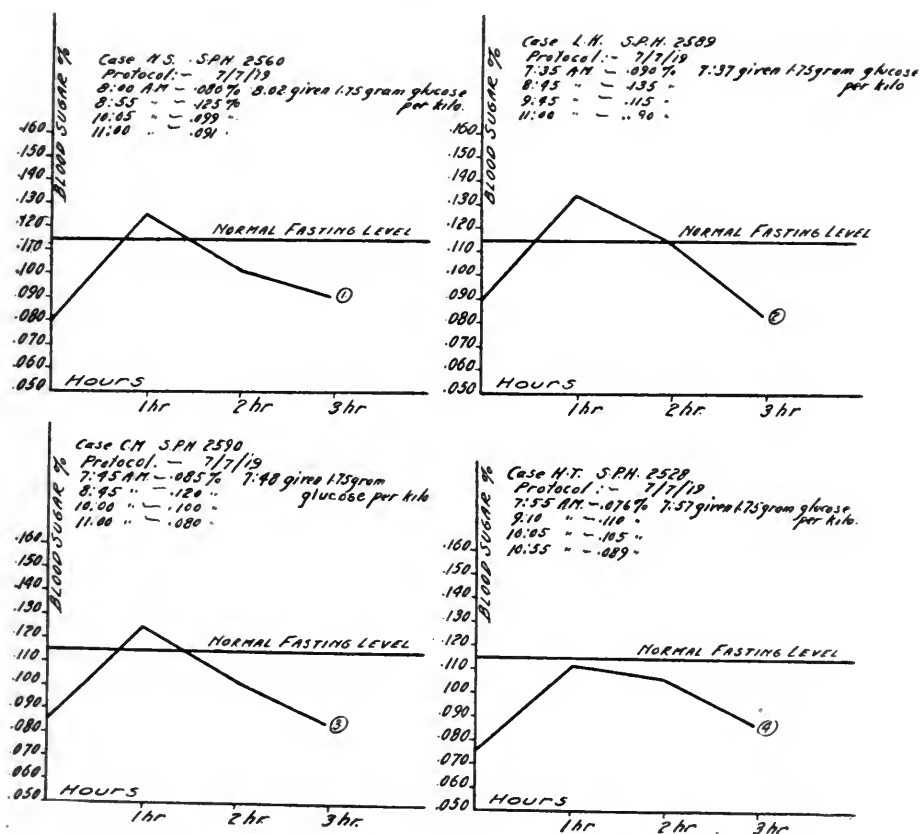 Case N.S. S.P.H. 2560
Protocol:- 7/7/19
8:00 AM - .080% 8.02 given 1.75 gram glucose
per kilo.
8:55 " - .125%
10:05 " - .099 "
11:00 " - .091 "
BLOOD SUGAR %
.160
.150
.140
.130
.120
.110
.100
.090
.080
.070
.060
.050
NORMAL FASTING LEVEL
①
Hours
1hr 2hr 3hr
Case L.H. S.P.H. 2589
Protocol:- 7/7/19
7:35 AM - .090% 7:37 given 1.75 gram glucose
per kilo
8:45 " - .135 "
9:45 " - .115 "
11:00 " - .90 "
BLOOD SUGAR %
.160
.150
.140
.130
.120
.110
.100
.090
.080
.070
.060
.050
NORMAL FASTING LEVEL
②
Hours
1hr 2hr 3hr
Case C.M S.P.H 2590
Protocol. - 7/7/19
7:45 AM. - .085% 7:48 given 1.75 gram
glucose per kilo
8:45 " - .120 "
10:00 " - .100 "
11:00 " - .080 "
BLOOD SUGAR %
.160
.150
.140
.130
.120
.110
.100
.090
.080
.070
.060
.050
NORMAL FASTING LEVEL
③
Hours
1hr 2hr 3hr.
Case H.T. S.P.H. 2528
Protocol:- 7/7/19
7:55 AM. - .076% 7:57 given 1.75 gram glucose
per kilo.
9:10 " - .110 "
10:05 " - .105 "
10:55 " - .089 "
BLOOD SUGAR %
.160
.150
.140
.130
.120
.110
.100
.090
.080
.070
.060
.050
NORMAL FASTING LEVEL
④
Hours
1hr 2hr 3hr